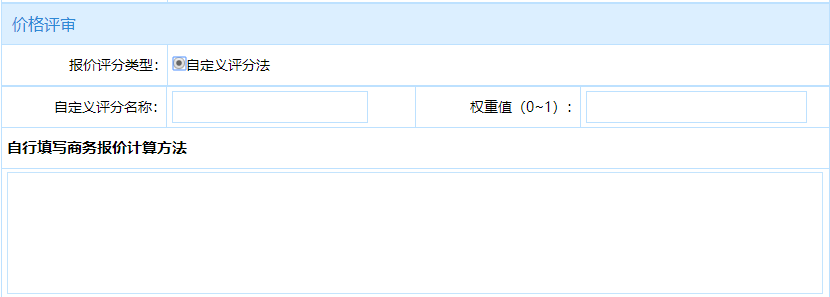 价格评审
报价评分类型： 自定义评分法
自定义评分名称： 权重值（0~1）：
自行填写商务报价计算方法